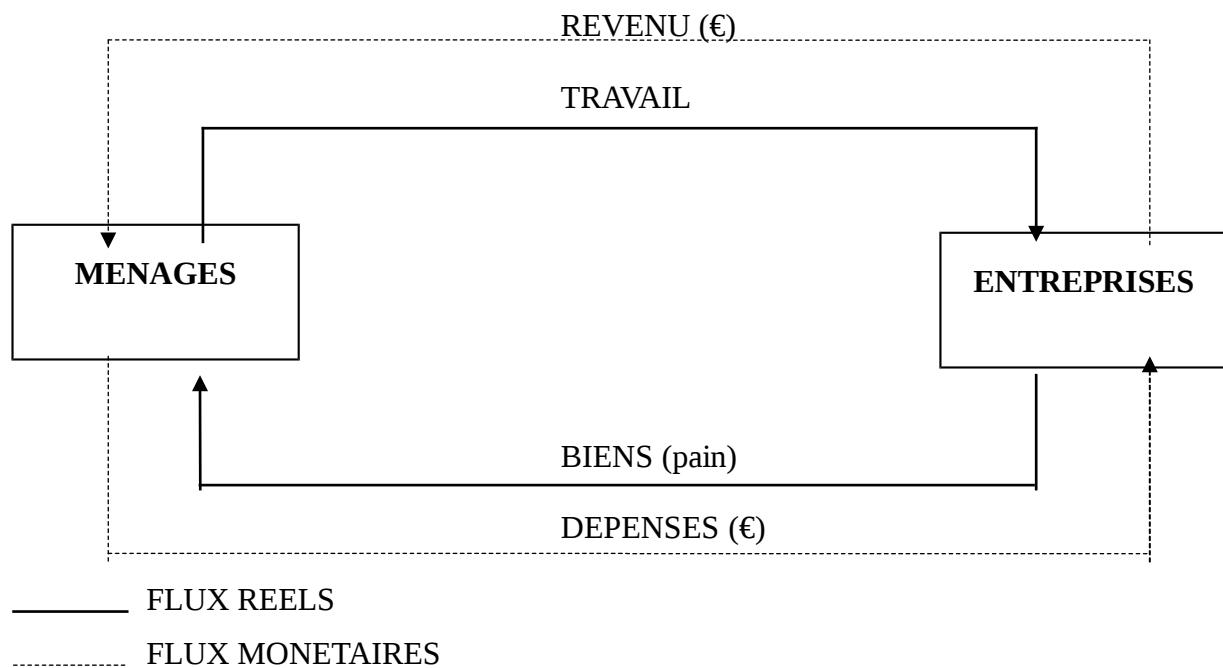 REVENU (€)
TRAVAIL
MENAGES
ENTREPRISES
BIENS (pain)
DEPENSES (€)
FLUX REELS
FLUX MONETAIRES